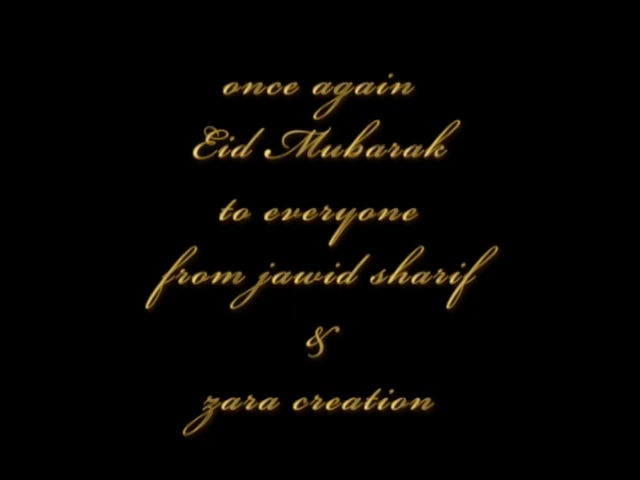 once again
Eid Mubarak
to everyone
from jawid sharif
&
zara creation